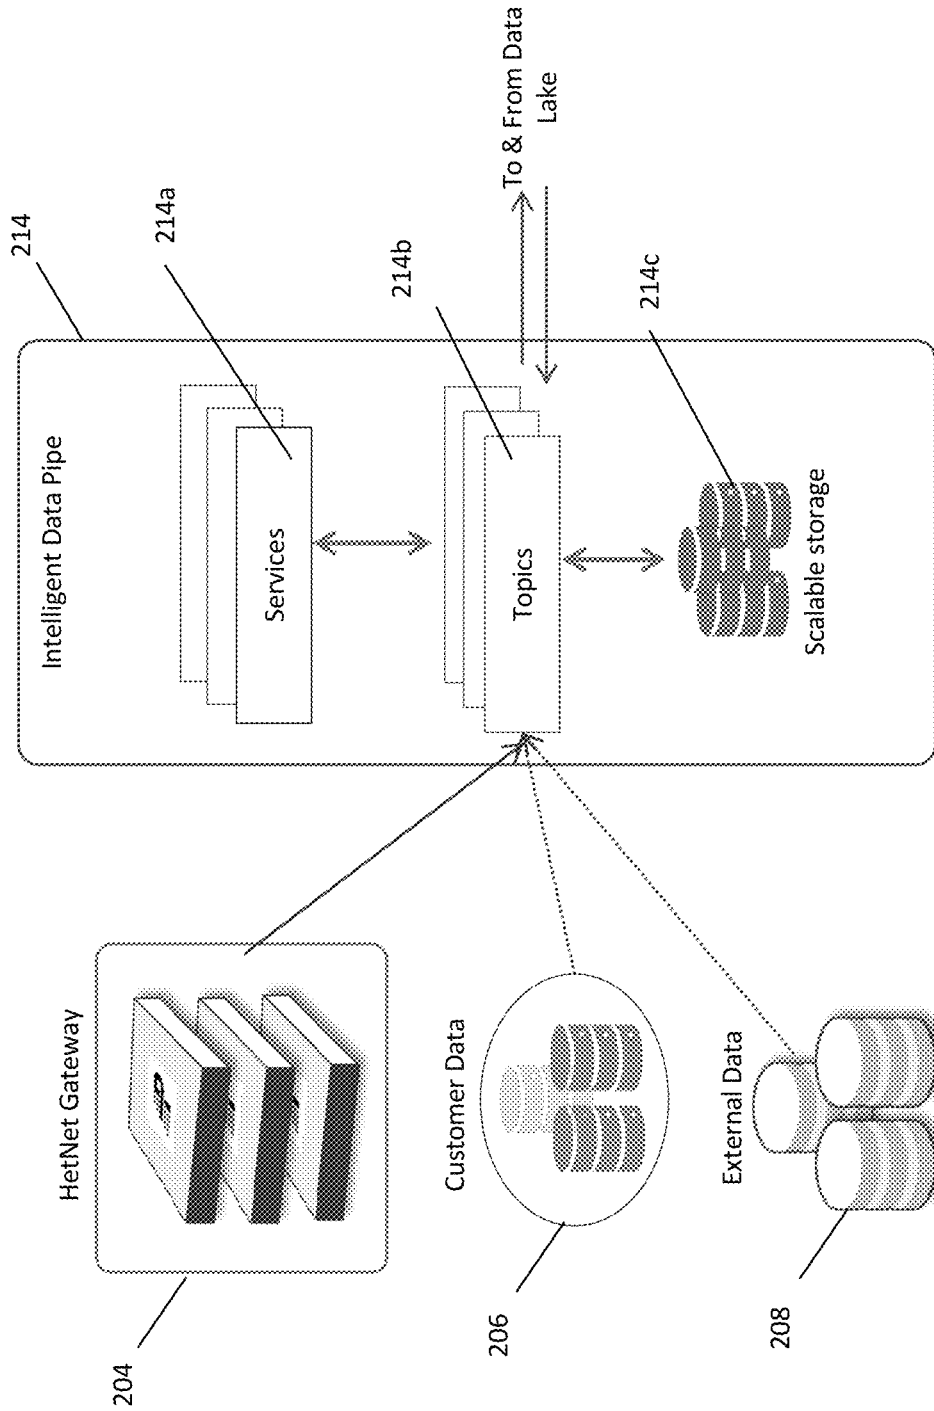 HetNet Gateway
204
Customer Data
206
External Data
208
Intelligent Data Pipe
214
Services
214a
Topics
214b
Scalable storage
214c
To & From Data
Lake